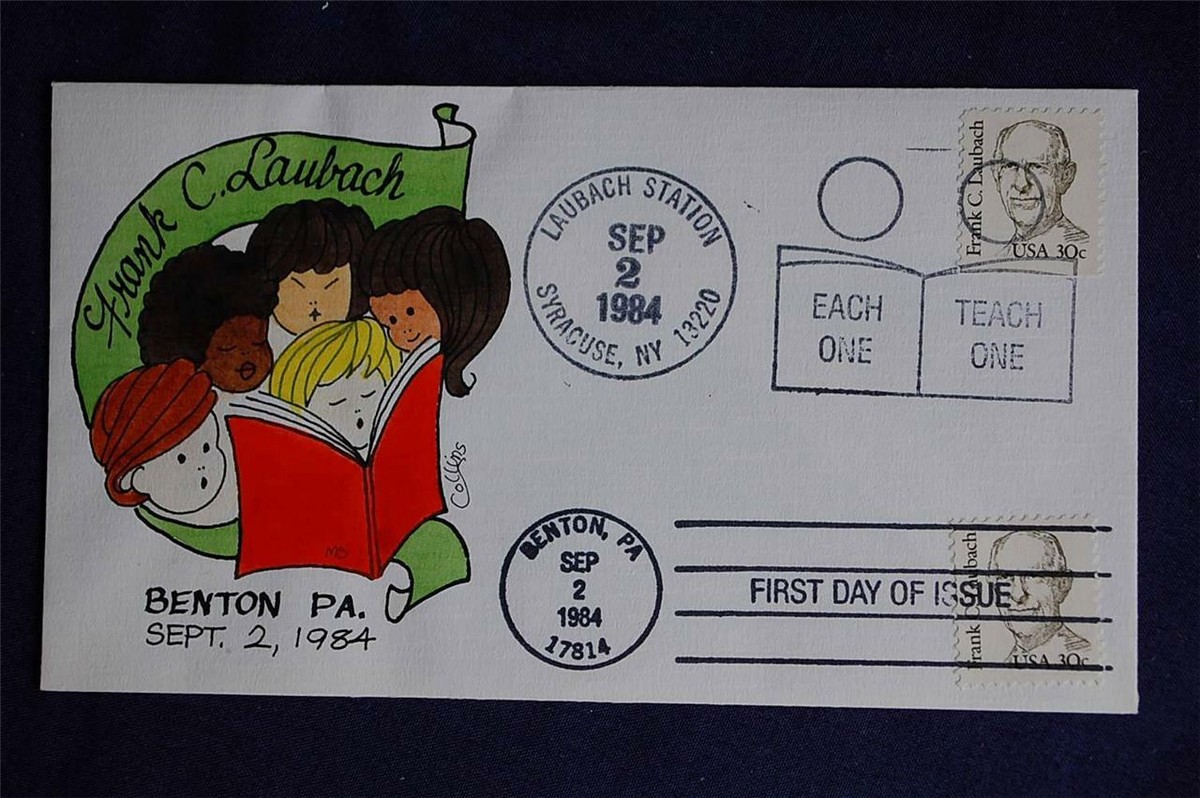 Frank C. Laubach
Collins
MS
BENTON PA.
SEPT. 2, 1984
LAUBACH STATION
SEP
2
1984
SYRACUSE, NY 13220
EACH
ONE
TEACH
ONE
Frank C. Laubach
USA 30c
BENTON, PA
SEP
2
1984
17814
FIRST DAY OF ISSUE
Frank C. Laubach
USA 30c